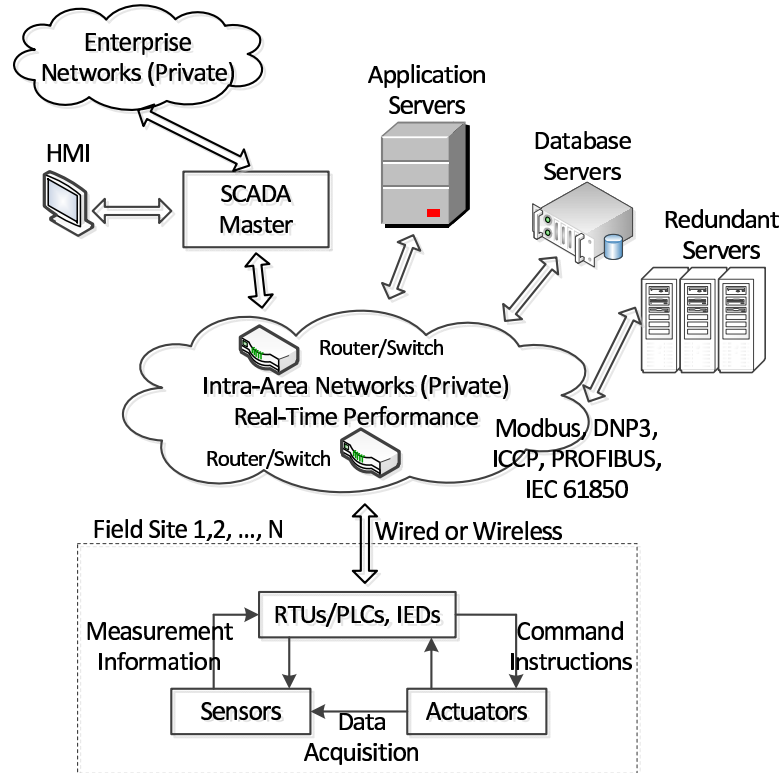 Enterprise
Networks (Private)
Application
Servers
HMI
Database
Servers
SCADA
Master
Redundant
Servers
Router/Switch
Intra-Area Networks (Private)
Real-Time Performance
Router/Switch
Modbus, DNP3,
ICCP, PROFIBUS,
IEC 61850
Field Site 1,2, ..., N
Wired or Wireless
RTUs/PLCs, IEDs
Measurement
Information
Command
Instructions
Sensors
Data
Acquisition
Actuators